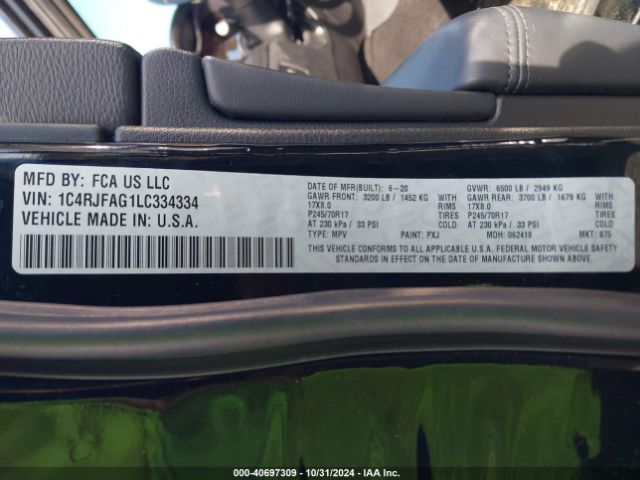 MFD BY: FCA US LLC
VIN: 1C4RJFAG1LC334334
VEHICLE MADE IN U.S.A.
DATE OF MFR(BUILT): 6-20 GVWR: 6500 LB / 2949 KG
GAWR FRONT: 3200 LB / 1452 KG WITH GAWR REAR: 3700 LB / 1679 KG WITH
17X8.0 RIMS 17X8.0 RIMS
P245/70R17 TIRES P245/70R17 TIRES
AT 230 kPa / 33 PSI COLD AT 230 kPa / 33 PSI COLD
TYPE: MPV PAINT: PXJ MDH: 062418 MKT: 875
THIS VEHICLE CONFORMS TO ALL APPLICABLE U.S.A. FEDERAL MOTOR VEHICLE SAFETY
STANDARDS IN EFFECT ON THE DATE OF MANUFACTURE SHOWN ABOVE.
000-40697309 - 10/31/2024 - IAA Inc.